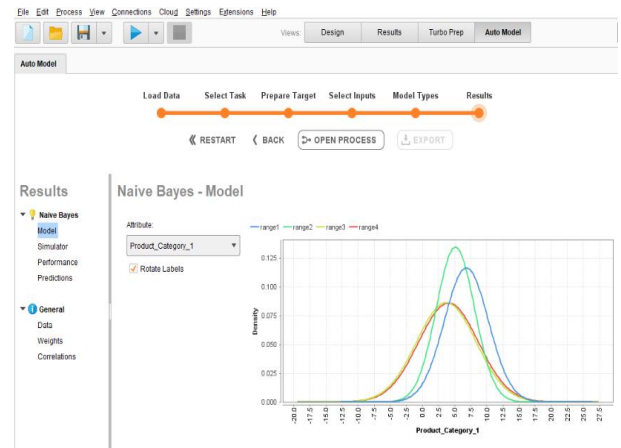 File Edit Process View Connections Cloud Settings Extensions Help
Views: Design Results Turbo Prep Auto Model
Auto Model
Load Data Select Task Prepare Target Select Inputs Model Types Results
RESTART BACK OPEN PROCESS EXPORT
Results
Naive Bayes
Model
Simulator
Performance
Predictions
General
Data
Weights
Correlations
Naive Bayes - Model
Attribute:
Product_Category_1
Rotate Labels
range1 range2 range3 range4
Density
0.125
0.100
0.075
0.050
0.025
0.000
-20.0 -17.5 -15.0 -12.5 -10.0 -7.5 -5.0 -2.5 0.0 2.5 5.0 7.5 10.0 12.5 15.0 17.5 20.0 22.5 25.0 27.5
Product_Category_1